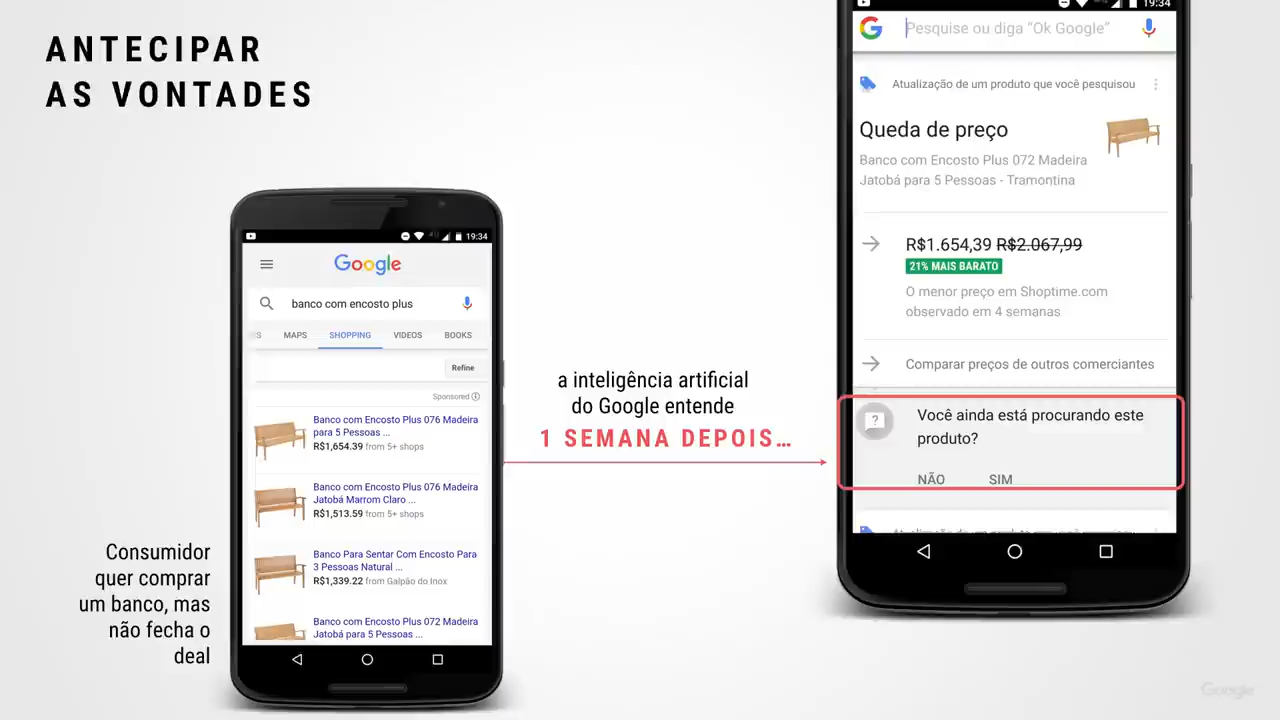 ANTECIPAR
AS VONTADES
19:34
Google
banco com encosto plus
MAPS SHOPPING VIDEOS BOOKS
Refine
Sponsored
Banco com Encosto Plus 076 Madeira
para 5 Pessoas ...
R$1,654.39 from 5+ shops
Banco com Encosto Plus 076 Madeira
Jatobá Marrom Claro ...
R$1,513.59 from 5+ shops
Banco Para Sentar Com Encosto Para
3 Pessoas Natural ...
R$1,339.22 from Galpão do Inox
Banco com Encosto Plus 072 Madeira
Jatobá para 5 Pessoas ...
Consumidor
quer comprar
um banco, mas
não fecha o
deal
a inteligência artificial
do Google entende
1 SEMANA DEPOIS...
19:34
Pesquise ou diga “Ok Google”
Atualização de um produto que você pesquisou
Queda de preço
Banco com Encosto Plus 072 Madeira
Jatobá para 5 Pessoas - Tramontina
R$1.654,39 R$2.067,99
21% MAIS BARATO
O menor preço em Shoptime.com
observado em 4 semanas
Comparar preços de outros comerciantes
Você ainda está procurando este
produto?
NÃO SIM
Google